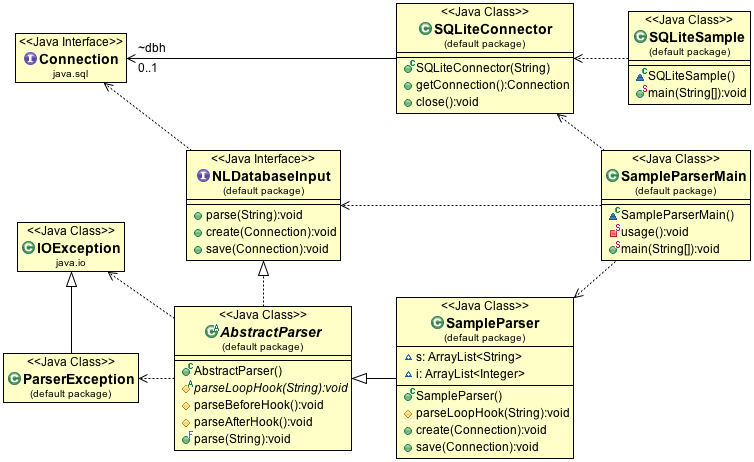 <<Java Interface>>
Connection
java.sql
~dbh
0..1
<<Java Class>>
SQLiteConnector
(default package)
SQLiteConnector(String)
getConnection():Connection
close():void
<<Java Class>>
SQLiteSample
(default package)
SQLiteSample()
main(String[]):void
<<Java Interface>>
NLDatabaseInput
(default package)
parse(String):void
create(Connection):void
save(Connection):void
<<Java Class>>
SampleParserMain
(default package)
SampleParserMain()
usage():void
main(String[]):void
<<Java Class>>
IOException
java.io
<<Java Class>>
ParserException
(default package)
<<Java Class>>
AbstractParser
(default package)
AbstractParser()
parseLoopHook(String):void
parseBeforeHook():void
parseAfterHook():void
parse(String):void
<<Java Class>>
SampleParser
(default package)
s: ArrayList<String>
i: ArrayList<Integer>
SampleParser()
parseLoopHook(String):void
create(Connection):void
save(Connection):void